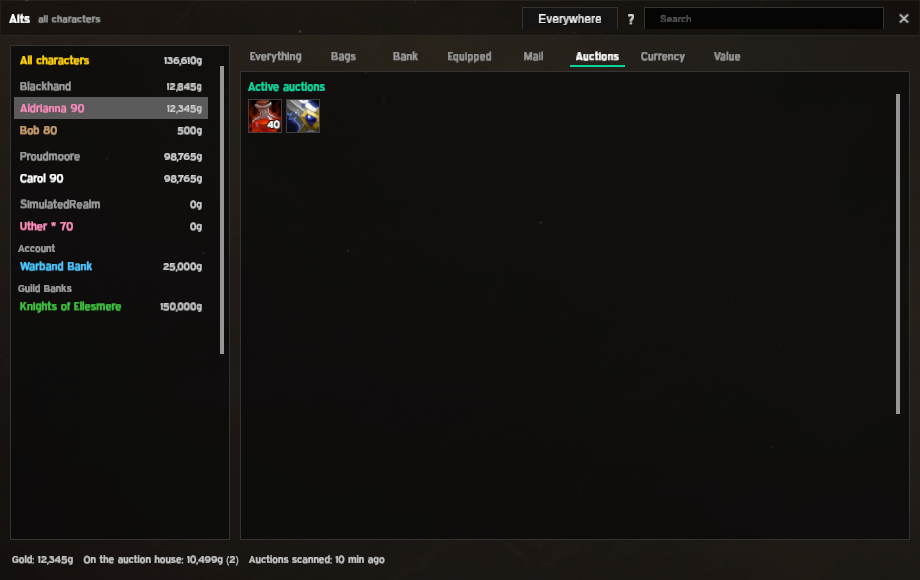 Alts all characters Everywhere ? Search ✕
Everything Bags Bank Equipped Mail Auctions Currency Value
All characters 136,610g
Blackhand 12,845g
Aldrianna 90 12,345g
Bob 80 500g
Proudmoore 98,765g
Carol 90 98,765g
SimulatedRealm 0g
Uther * 70 0g
Account
Warband Bank 25,000g
Guild Banks
Knights of Ellesmere 150,000g
Active auctions
40
Gold: 12,345g On the auction house: 10,499g (2) Auctions scanned: 10 min ago